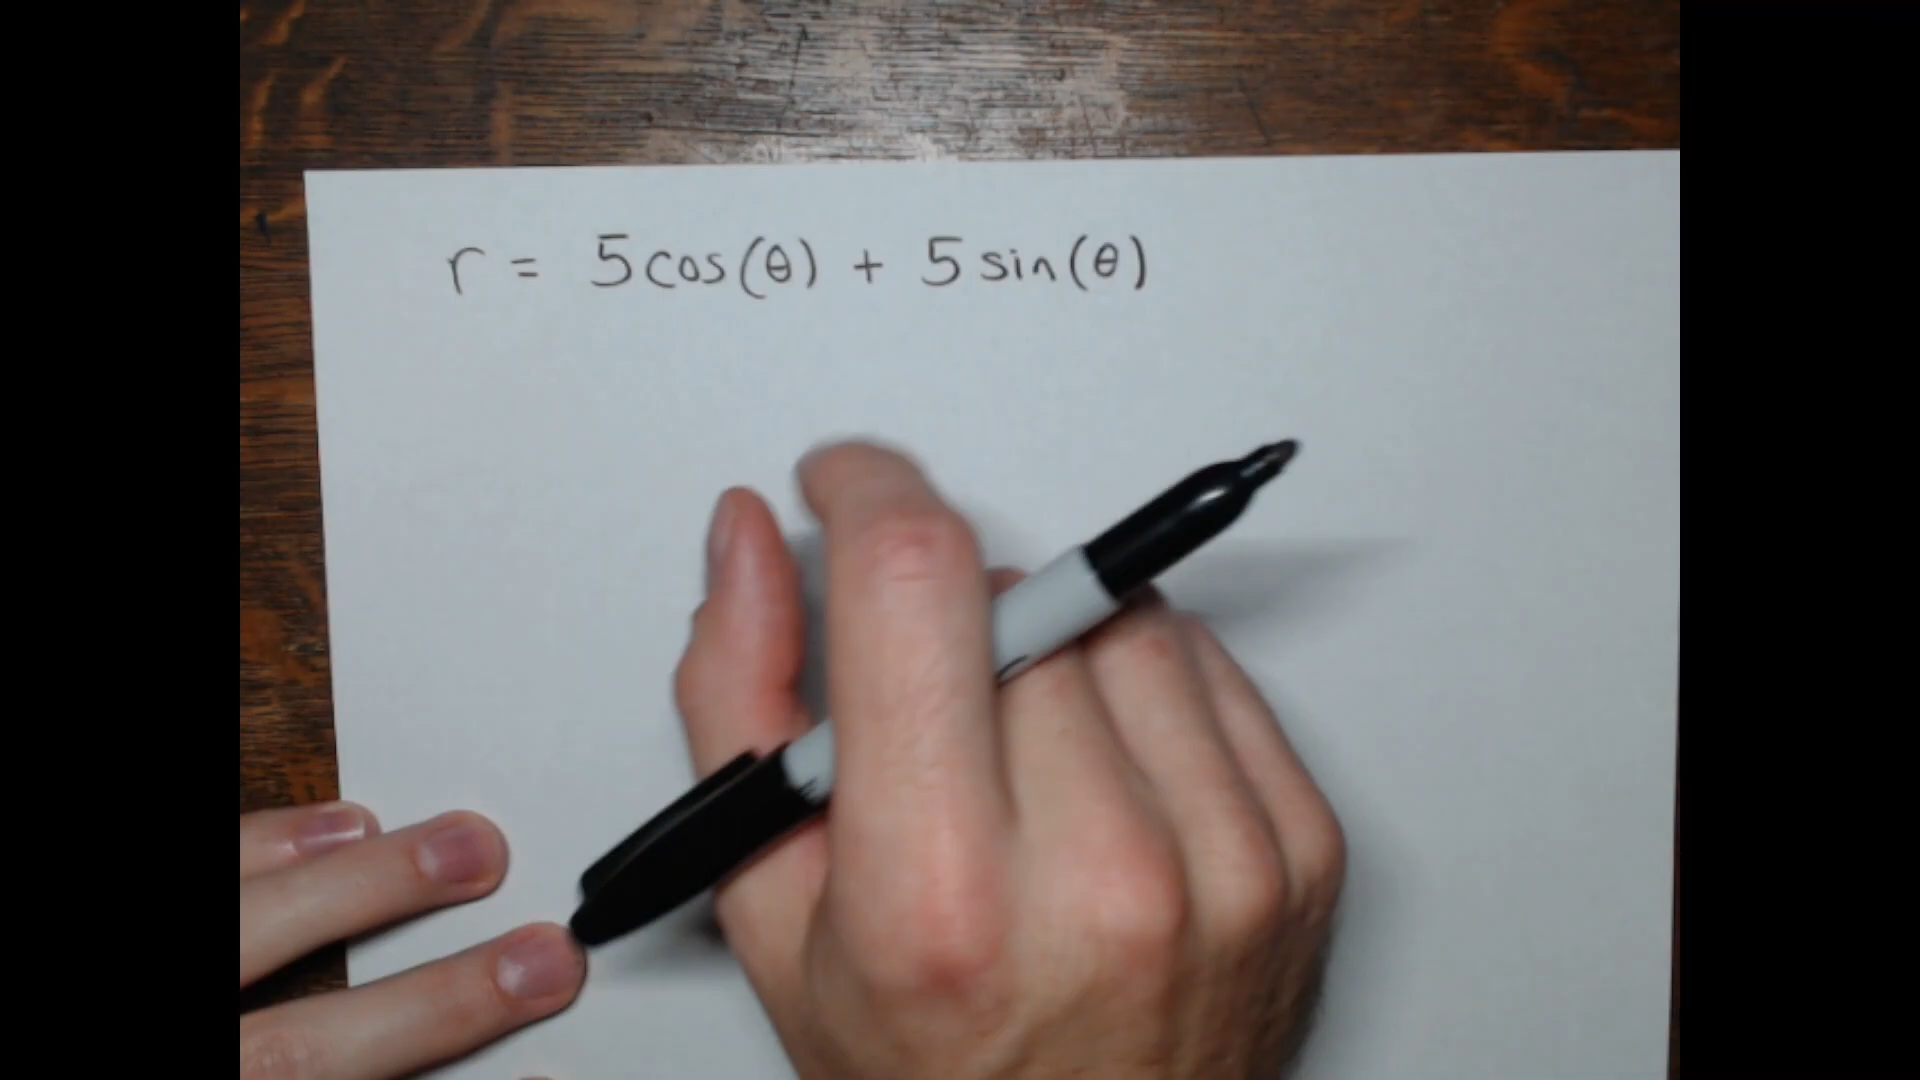 r = 5cos(θ) + 5sin(θ)